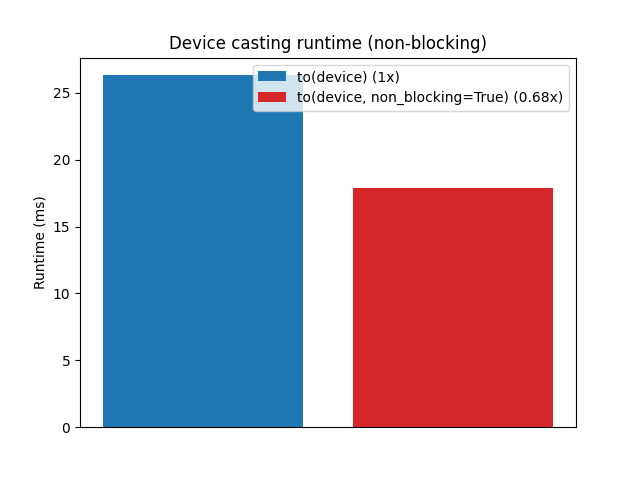 Device casting runtime (non-blocking)
to(device) (1x)
to(device, non_blocking=True) (0.68x)
Runtime (ms)
25
20
15
10
5
0